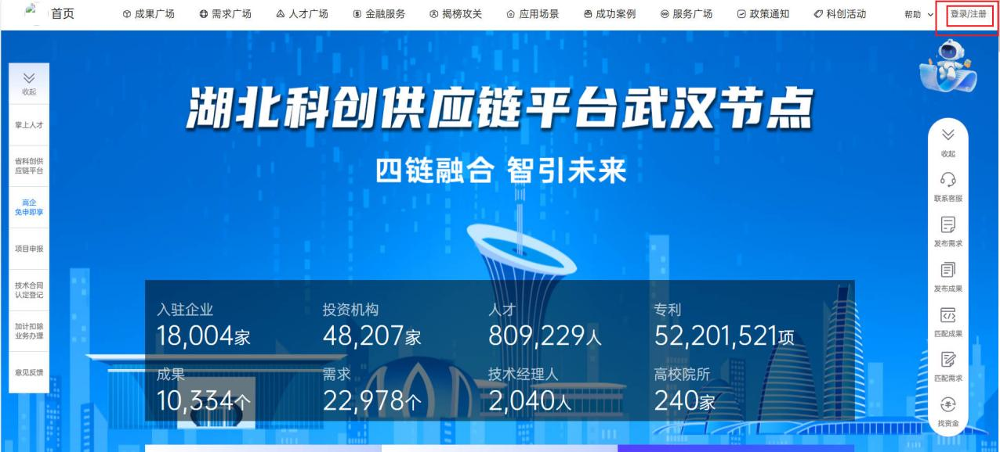 首页 成果广场 需求广场 人才广场 金融服务 揭榜攻关 应用场景 成功案例 服务广场 政策通知 科创活动 帮助 登录/注册
湖北科创供应链平台武汉节点
四链融合 智引未来
收起
掌上人才
省科创供
应链平台
高企
免申即享
项目申报
技术合同
认定登记
加计扣除
业务办理
意见反馈
入驻企业 投资机构 人才 专利
18,004家 48,207家 809,229人 52,201,521项
成果 需求 技术经理人 高校院所
10,334个 22,978个 2,040人 240家
收起
联系客服
发布需求
发布成果
匹配成果
匹配需求
找资金